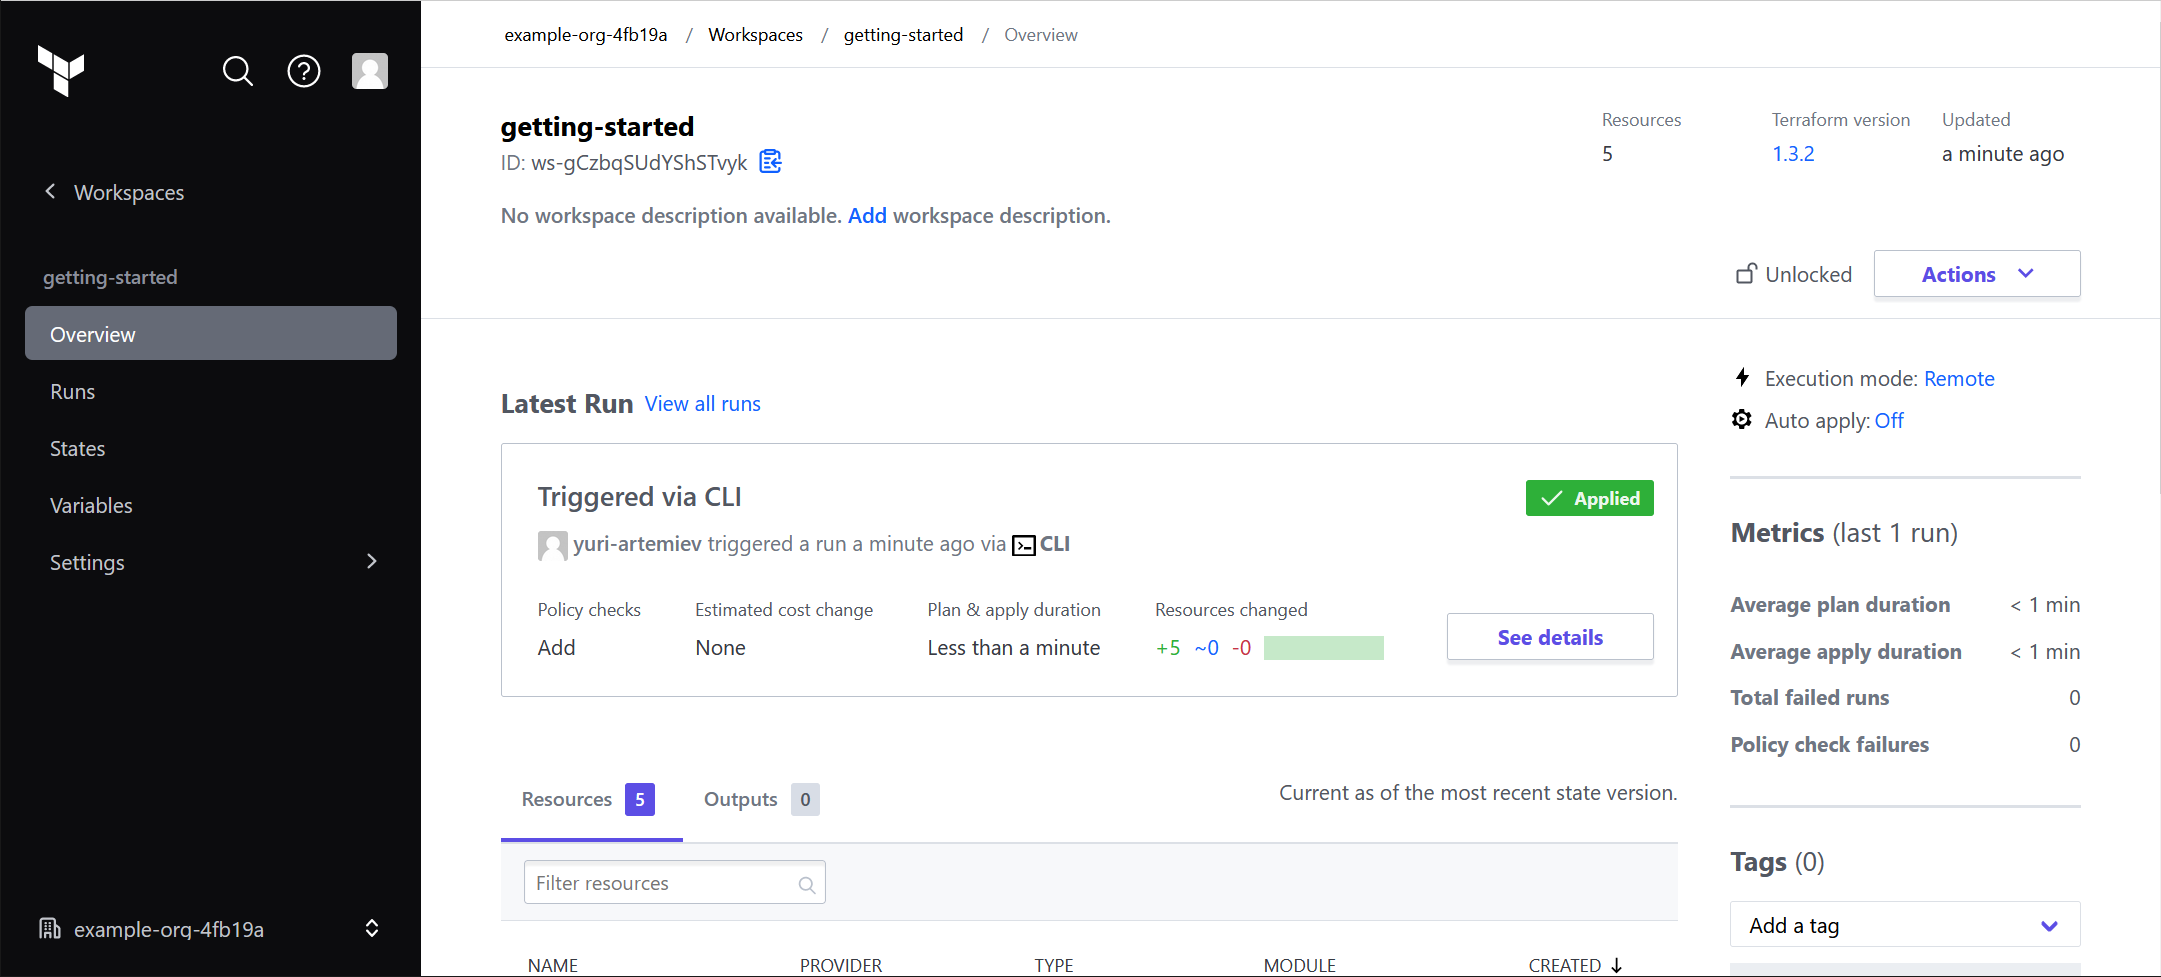 example-org-4fb19a / Workspaces / getting-started / Overview
Workspaces
getting-started
Overview
Runs
States
Variables
Settings
example-org-4fb19a
getting-started
ID: ws-gCzbqSUdYShSTvyk
No workspace description available. Add workspace description.
Resources
5
Terraform version
1.3.2
Updated
a minute ago
Unlocked
Actions
Latest Run View all runs
Triggered via CLI
Applied
yuri-artemiev triggered a run a minute ago via CLI
Policy checks
Add
Estimated cost change
None
Plan & apply duration
Less than a minute
Resources changed
+5 ~0 -0
See details
Resources 5
Outputs 0
Current as of the most recent state version.
Filter resources
NAME PROVIDER TYPE MODULE CREATED
Execution mode: Remote
Auto apply: Off
Metrics (last 1 run)
Average plan duration < 1 min
Average apply duration < 1 min
Total failed runs 0
Policy check failures 0
Tags (0)
Add a tag